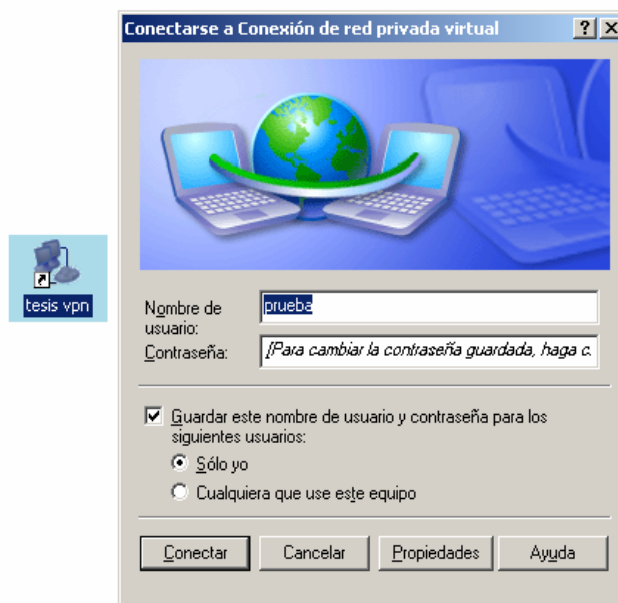 Conectarse a Conexión de red privada virtual
tesis vpn
Nombre de
usuario:
prueba
Contraseña:
[Para cambiar la contraseña guardada, haga c.
Guardar este nombre de usuario y contraseña para los
siguientes usuarios:
Sólo yo
Cualquiera que use este equipo
Conectar
Cancelar
Propiedades
Ayuda